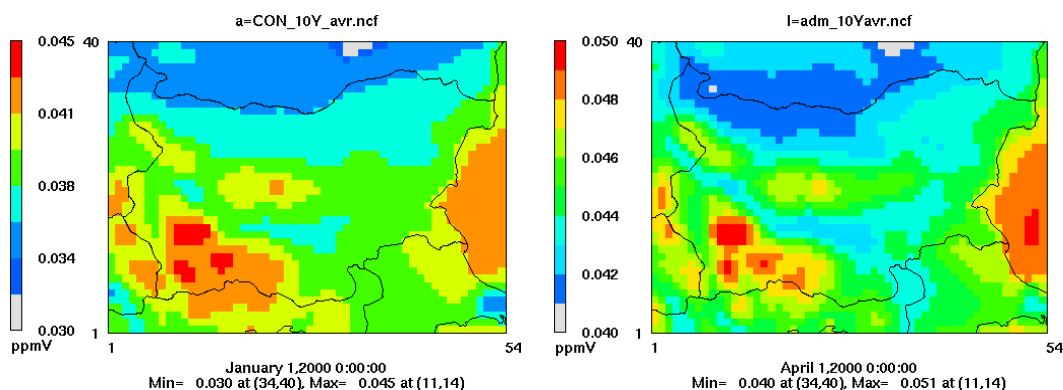 a=CON_10Y_avr.ncf
0.045
0.041
0.038
0.034
0.030
ppmV
40
1
1
54
January 1,2000 0:00:00
Min= 0.030 at (34,40), Max= 0.045 at (11,14)
l=adm_10Yavr.ncf
0.050
0.048
0.046
0.044
0.042
0.040
ppmV
40
1
1
54
April 1,2000 0:00:00
Min= 0.040 at (34,40), Max= 0.051 at (11,14)